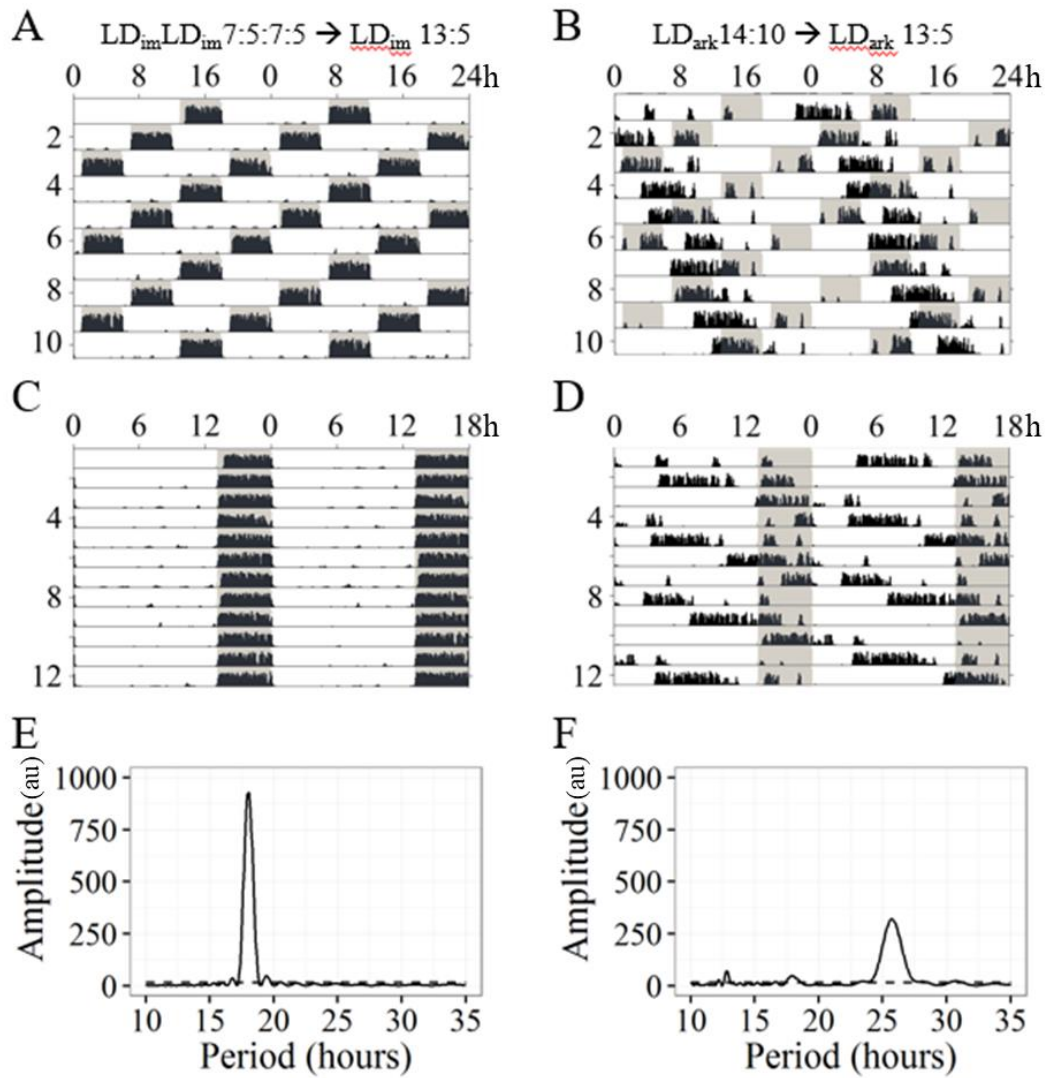 A
LDimLDim7:5:7:5 → LDim 13:5
0 8 16 0 8 16 24h
2
4
6
8
10
B
LDark14:10 → LDark 13:5
0 8 16 0 8 16 24h
2
4
6
8
10
C
0 6 12 0 6 12 18h
4
8
12
D
0 6 12 0 6 12 18h
4
8
12
E
Amplitude(au)
1000
750
500
250
0
10 15 20 25 30 35
Period (hours)
F
Amplitude(au)
1000
750
500
250
0
10 15 20 25 30 35
Period (hours)